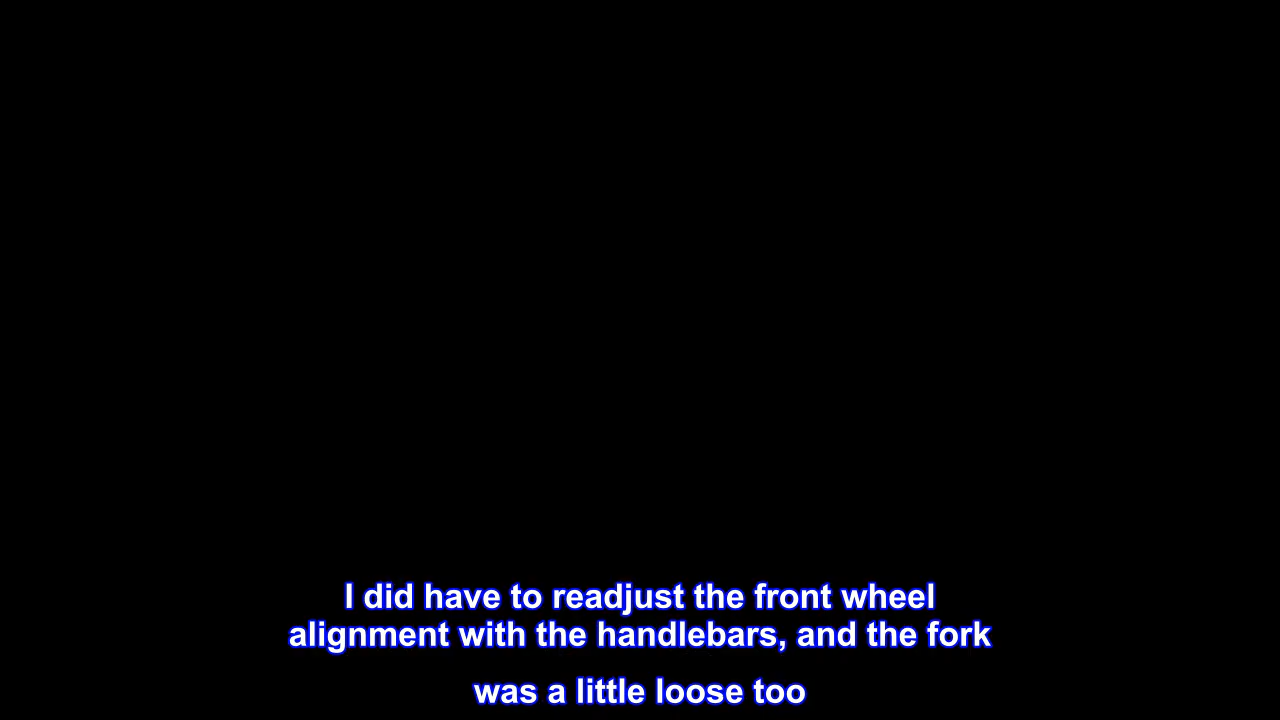 I did have to readjust the front wheel
alignment with the handlebars, and the fork
was a little loose too